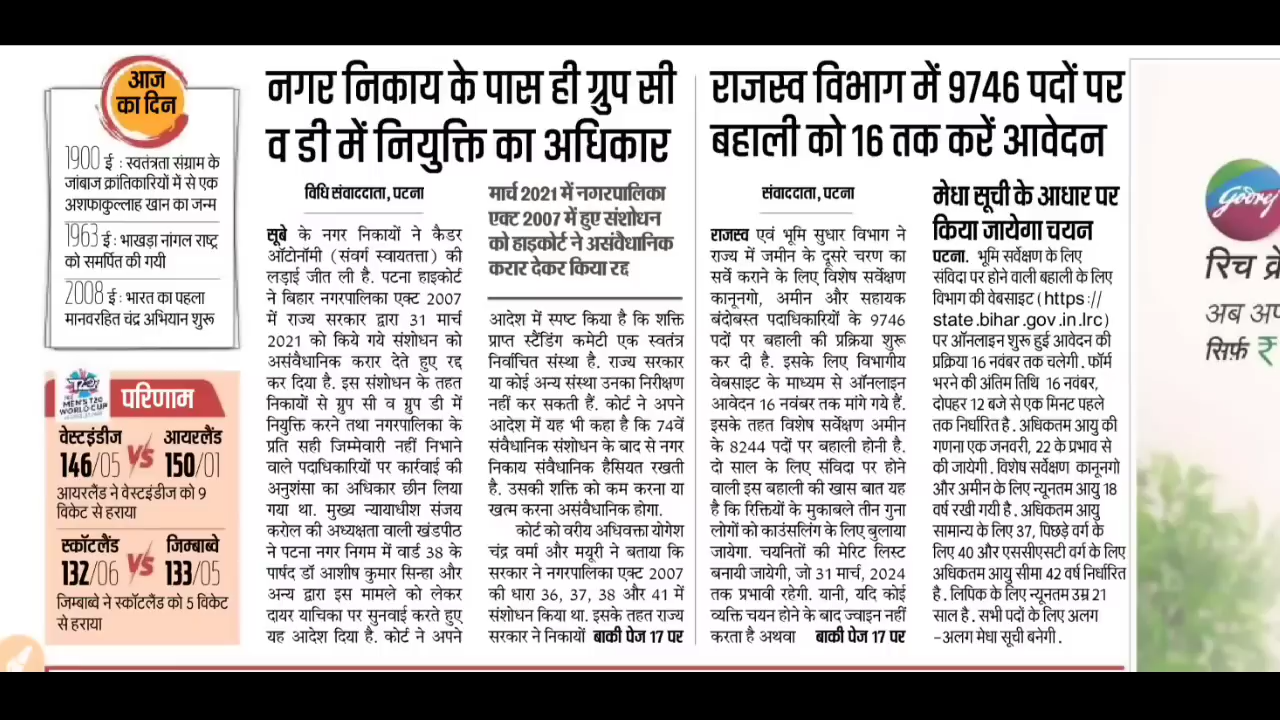 आज
का दिन
1900 ई : स्वतंत्रता संग्राम के
जांबाज क्रांतिकारियों में से एक
अशफाकुल्लाह खान का जन्म
1963 ई : भाखड़ा नांगल राष्ट्र
को समर्पित की गयी
2008 ई : भारत का पहला
मानवरहित चंद्र अभियान शुरू
MEN'S T20
WORLD CUP
परिणाम
वेस्टइंडीज VS आयरलैंड
146/05 150/01
आयरलैंड ने वेस्टइंडीज को 9
विकेट से हराया
स्कॉटलैंड VS जिम्बाब्वे
132/06 133/05
जिम्बाब्वे ने स्कॉटलैंड को 5 विकेट
से हराया
नगर निकाय के पास ही ग्रुप सी
व डी में नियुक्ति का अधिकार
विधि संवाददाता, पटना
सूबे के नगर निकायों ने कैडर
ऑटोनॉमी (संवर्ग स्वायतत्ता) की
लड़ाई जीत ली है. पटना हाइकोर्ट
ने बिहार नगरपालिका एक्ट 2007
में राज्य सरकार द्वारा 31 मार्च
2021 को किये गये संशोधन को
असंवैधानिक करार देते हुए रद्द
कर दिया है. इस संशोधन के तहत
निकायों से ग्रुप सी व ग्रुप डी में
नियुक्ति करने तथा नगरपालिका के
प्रति सही जिम्मेवारी नहीं निभाने
वाले पदाधिकारियों पर कार्रवाई की
अनुशंसा का अधिकार छीन लिया
गया था. मुख्य न्यायाधीश संजय
करोल की अध्यक्षता वाली खंडपीठ
ने पटना नगर निगम में वार्ड 38 के
पार्षद डॉ आशीष कुमार सिन्हा और
अन्य द्वारा इस मामले को लेकर
दायर याचिका पर सुनवाई करते हुए
यह आदेश दिया है. कोर्ट ने अपने
मार्च 2021 में नगरपालिका
एक्ट 2007 में हुए संशोधन
को हाइकोर्ट ने असंवैधानिक
करार देकर किया रद्द
आदेश में स्पष्ट किया है कि शक्ति
प्राप्त स्टैंडिंग कमेटी एक स्वतंत्र
निर्वाचित संस्था है. राज्य सरकार
या कोई अन्य संस्था उनका निरीक्षण
नहीं कर सकती हैं. कोर्ट ने अपने
आदेश में यह भी कहा है कि 74वें
संवैधानिक संशोधन के बाद से नगर
निकाय संवैधानिक हैसियत रखती
है. उसकी शक्ति को कम करना या
खत्म करना असंवैधानिक होगा.
कोर्ट को वरीय अधिवक्ता योगेश
चंद्र वर्मा और मयूरी ने बताया कि
सरकार ने नगरपालिका एक्ट 2007
की धारा 36, 37, 38 और 41 में
संशोधन किया था. इसके तहत राज्य
सरकार ने निकायों बाकी पेज 17 पर
राजस्व विभाग में 9746 पदों पर
बहाली को 16 तक करें आवेदन
संवाददाता, पटना
राजस्व एवं भूमि सुधार विभाग ने
राज्य में जमीन के दूसरे चरण का
सर्वे कराने के लिए विशेष सर्वेक्षण
कानूनगो, अमीन और सहायक
बंदोबस्त पदाधिकारियों के 9746
पदों पर बहाली की प्रक्रिया शुरू
कर दी है. इसके लिए विभागीय
वेबसाइट के माध्यम से ऑनलाइन
आवेदन 16 नवंबर तक मांगे गये हैं.
इसके तहत विशेष सर्वेक्षण अमीन
के 8244 पदों पर बहाली होनी है.
दो साल के लिए संविदा पर होने
वाली इस बहाली की खास बात यह
है कि रिक्तियों के मुकाबले तीन गुना
लोगों को काउंसलिंग के लिए बुलाया
जायेगा. चयनितों की मेरिट लिस्ट
बनायी जायेगी, जो 31 मार्च, 2024
तक प्रभावी रहेगी. यानी, यदि कोई
व्यक्ति चयन होने के बाद ज्वाइन नहीं
करता है अथवा बाकी पेज 17 पर
मेधा सूची के आधार पर
किया जायेगा चयन
पटना. भूमि सर्वेक्षण के लिए
संविदा पर होने वाली बहाली के लिए
विभाग की वेबसाइट ( https://
state.bihar.gov.in.lrc)
पर ऑनलाइन शुरू हुई आवेदन की
प्रक्रिया 16 नवंबर तक चलेगी . फॉर्म
भरने की अंतिम तिथि 16 नवंबर,
दोपहर 12 बजे से एक मिनट पहले
तक निर्धारित है . अधिकतम आयु की
गणना एक जनवरी, 22 के प्रभाव से
की जायेगी . विशेष सर्वेक्षण कानूनगो
और अमीन के लिए न्यूनतम आयु 18
वर्ष रखी गयी है . अधिकतम आयु
सामान्य के लिए 37, पिछड़े वर्ग के
लिए 40 और एससीएसटी वर्ग के लिए
अधिकतम आयु सीमा 42 वर्ष निर्धारित
है . लिपिक के लिए न्यूनतम उम्र 21
साल है . सभी पदों के लिए अलग
-अलग मेधा सूची बनेगी .
Godrej
रिच क्रे
अब अप
सिर्फ़ ₹